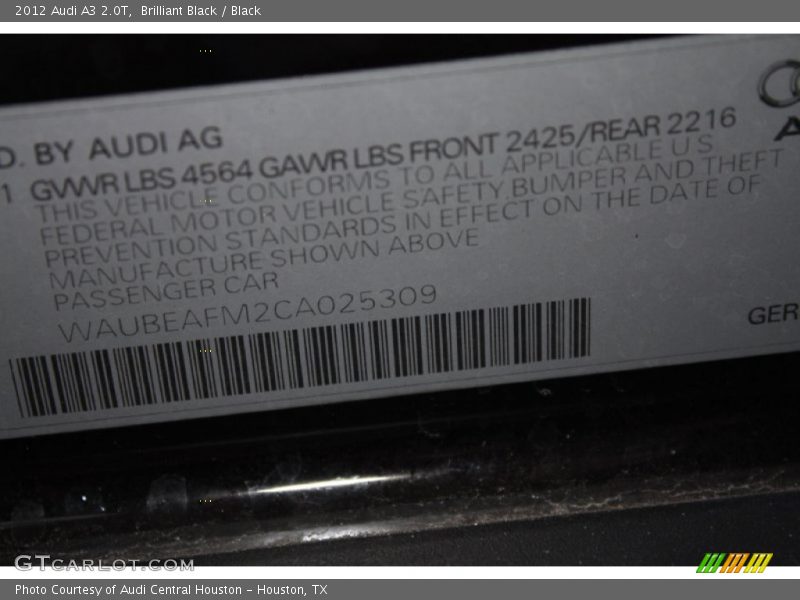 2012 Audi A3 2.0T,  Brilliant Black / Black
D. BY AUDI AG
1 GVWR LBS 4564 GAWR LBS FRONT 2425/REAR 2216
THIS VEHICLE CONFORMS TO ALL APPLICABLE U S
FEDERAL MOTOR VEHICLE SAFETY BUMPER AND THEFT
PREVENTION STANDARDS IN EFFECT ON THE DATE OF
MANUFACTURE SHOWN ABOVE
PASSENGER CAR
WAUBEAFM2CA025309
GER
GTCARLOT.COM
Photo Courtesy of Audi Central Houston - Houston, TX